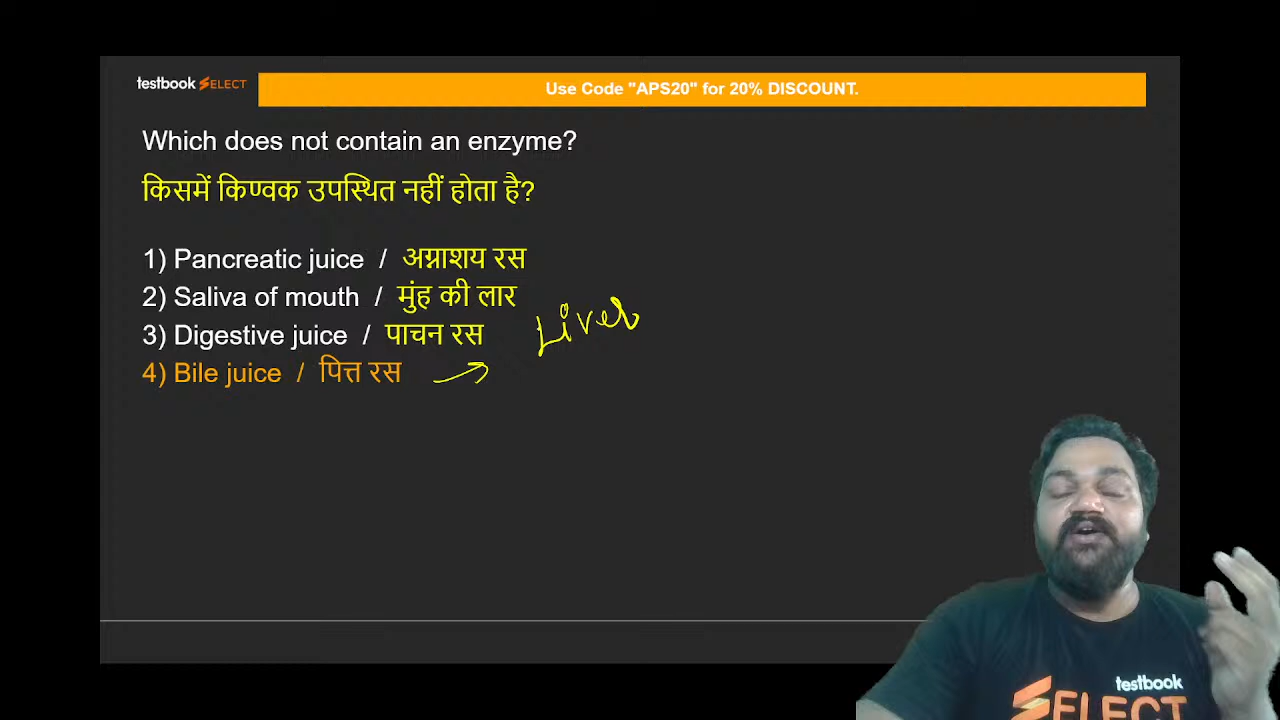 testbook SELECT
Use Code "APS20" for 20% DISCOUNT.
Which does not contain an enzyme?
किसमें किण्वक उपस्थित नहीं होता है?
1) Pancreatic juice / अग्नाशय रस
2) Saliva of mouth / मुंह की लार
3) Digestive juice / पाचन रस
Liver
4) Bile juice / पित्त रस
testbook
SELECT